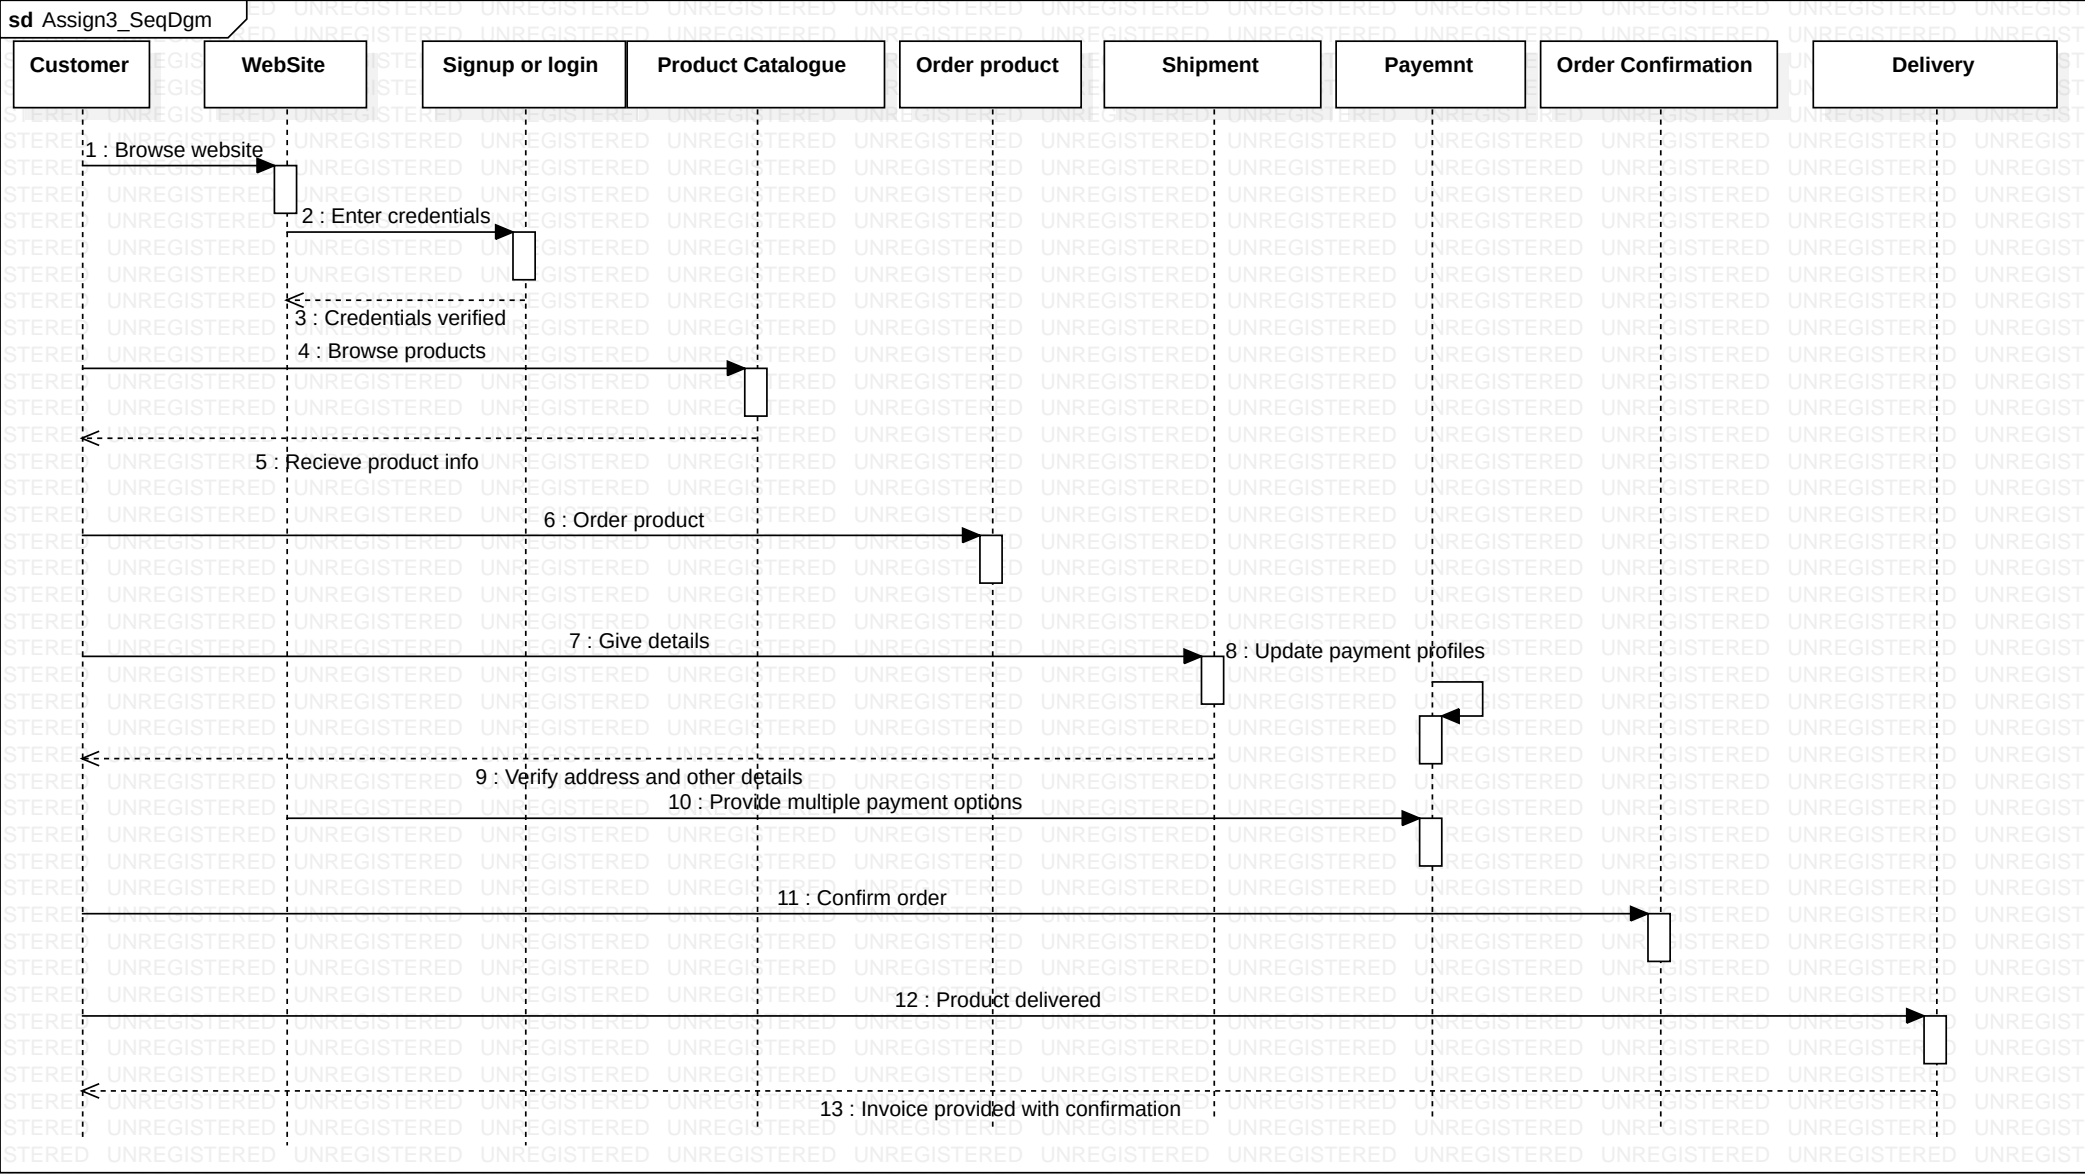 sd Assign3_SeqDgm
Customer
WebSite
Signup or login
Product Catalogue
Order product
Shipment
Payemnt
Order Confirmation
Delivery
1 : Browse website
2 : Enter credentials
3 : Credentials verified
4 : Browse products
5 : Recieve product info
6 : Order product
7 : Give details
8 : Update payment profiles
9 : Verify address and other details
10 : Provide multiple payment options
11 : Confirm order
12 : Product delivered
13 : Invoice provided with confirmation
UNREGISTERED